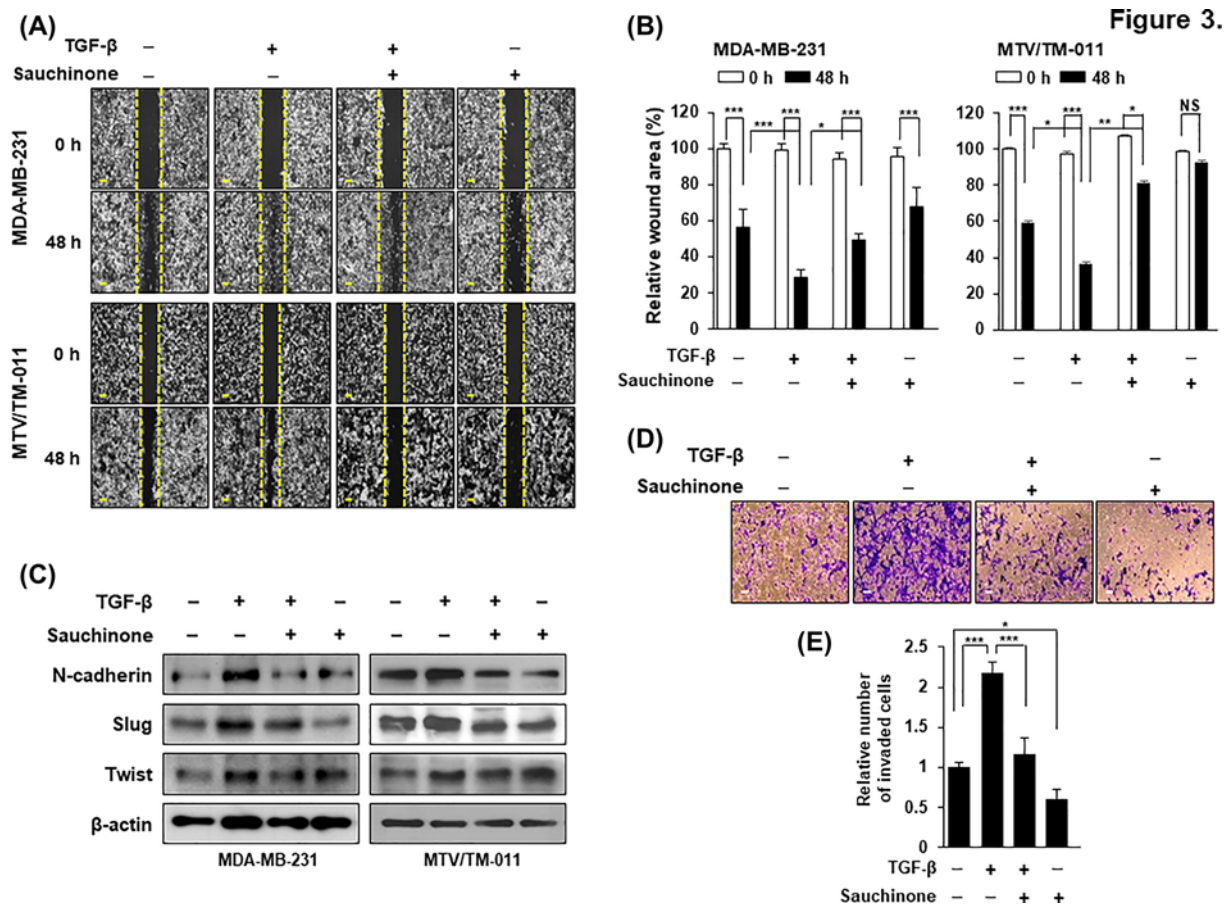 Figure 3.
(A)
TGF-β – + + –
Sauchinone – – + +
MDA-MB-231
0 h
48 h
MTV/TM-011
0 h
48 h
(B)
MDA-MB-231
0 h 48 h
Relative wound area (%)
120
100
80
60
40
20
0
*** *** *** *** *** *
TGF-β – + + –
Sauchinone – – + +
MTV/TM-011
0 h 48 h
120
100
80
60
40
20
0
*** * *** ** * NS
– + + –
– – + +
(C)
TGF-β – + + – – + + –
Sauchinone – – + + – – + +
N-cadherin
Slug
Twist
β-actin
MDA-MB-231 MTV/TM-011
(D)
TGF-β – + + –
Sauchinone – – + +
(E)
Relative number
of invaded cells
2.5
2
1.5
1
0.5
0
*
*** ***
TGF-β – + + –
Sauchinone – – + +